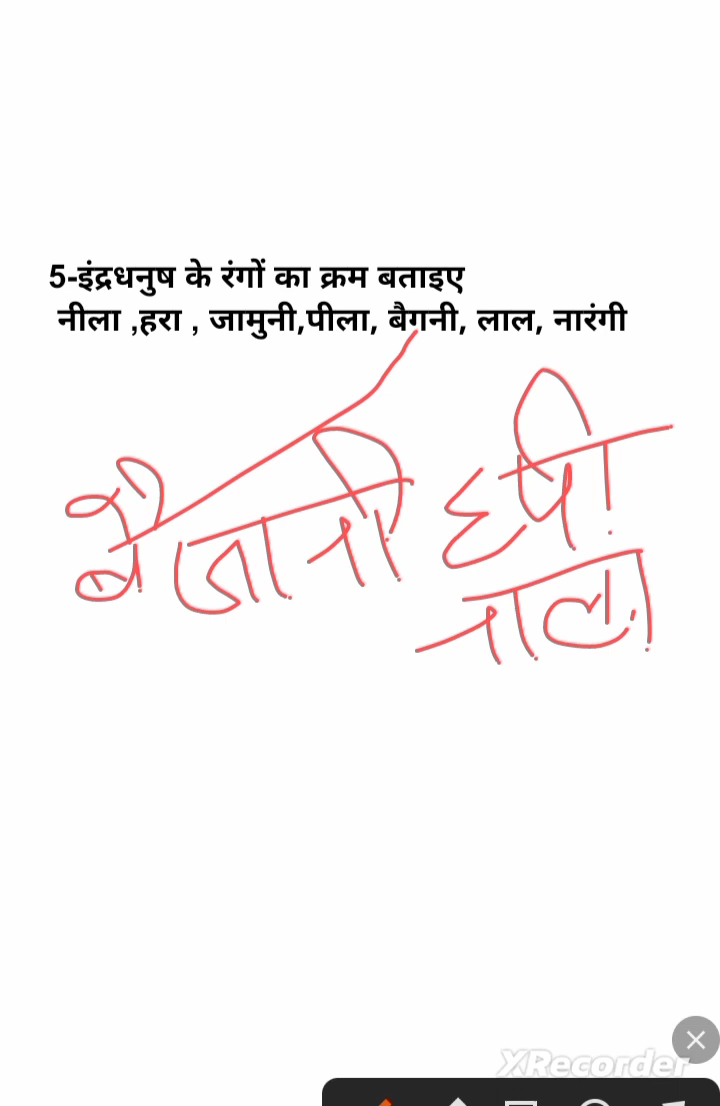 5-इंद्रधनुष के रंगों का क्रम बताइए
नीला ,हरा , जामुनी,पीला, बैगनी, लाल, नारंगी
बैजानी हपी
नाला
XRecorder